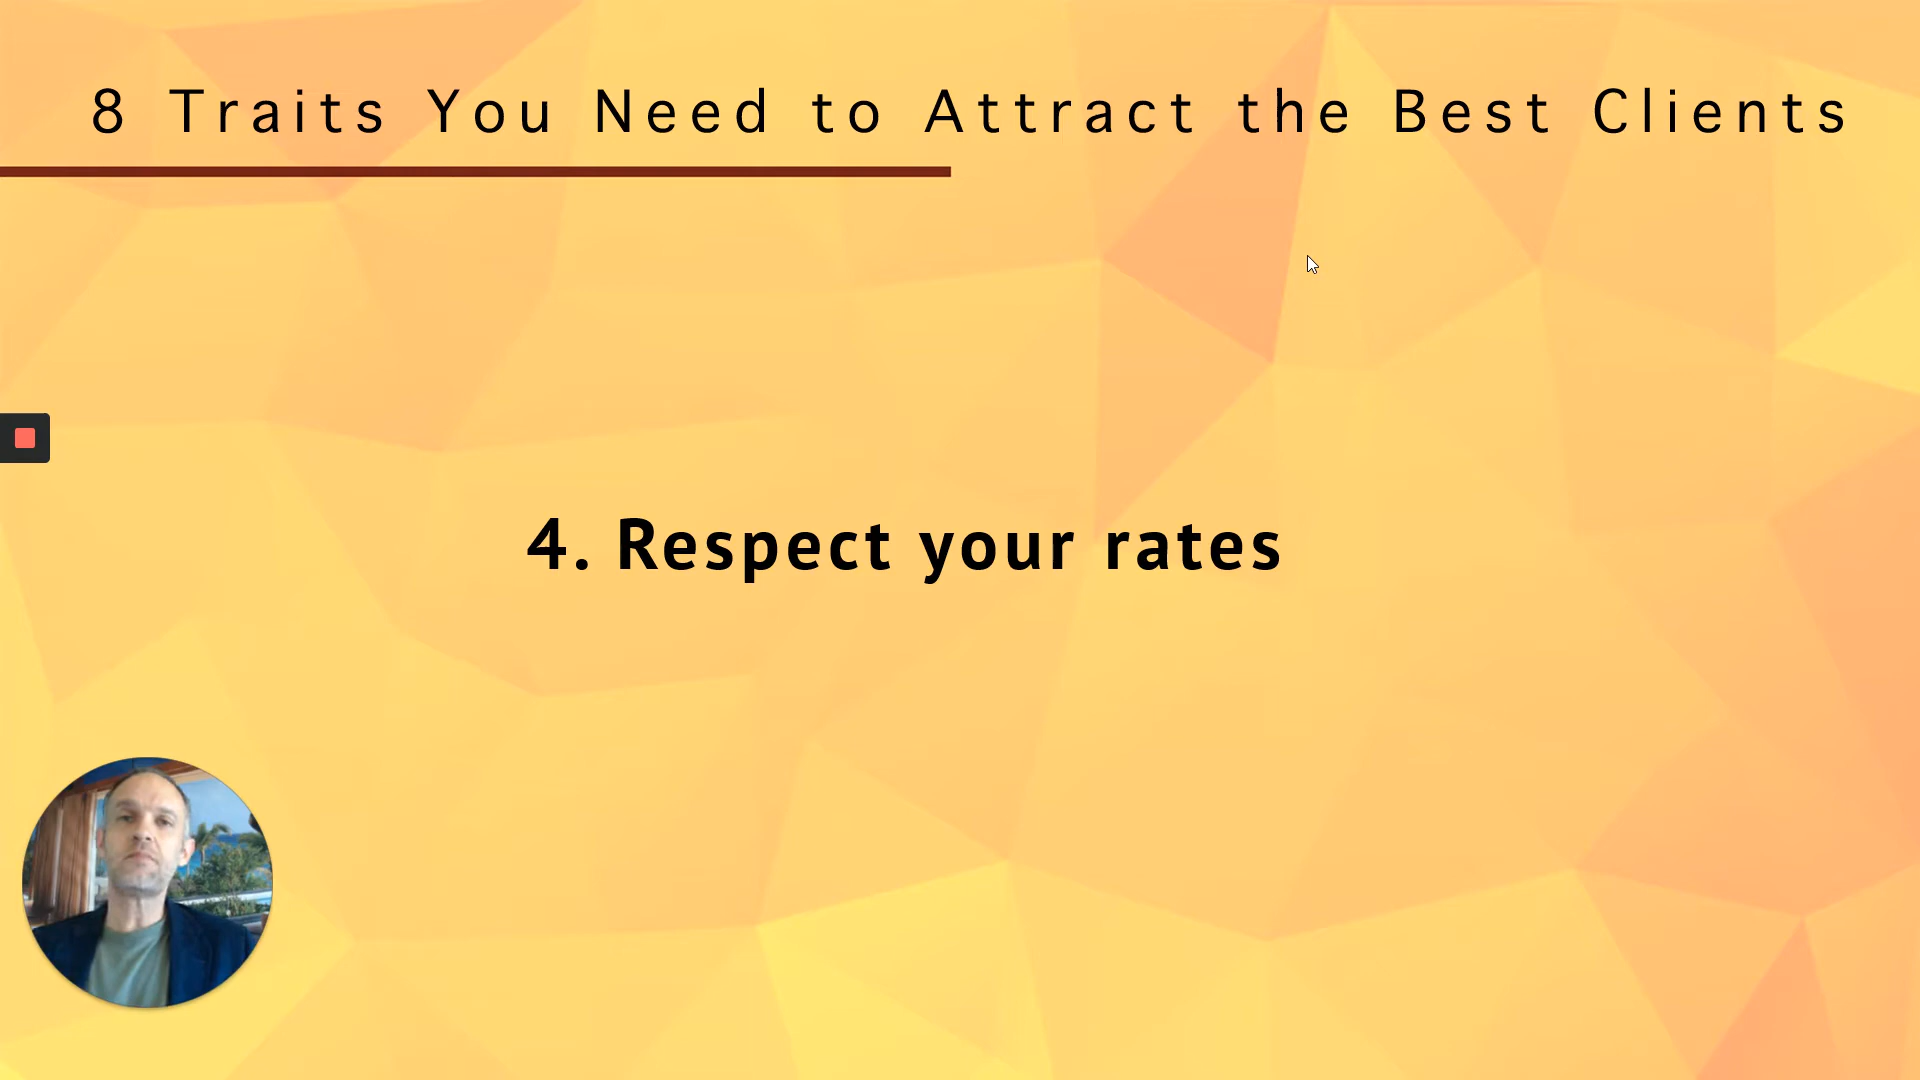 8 Traits You Need to Attract the Best Clients
4. Respect your rates